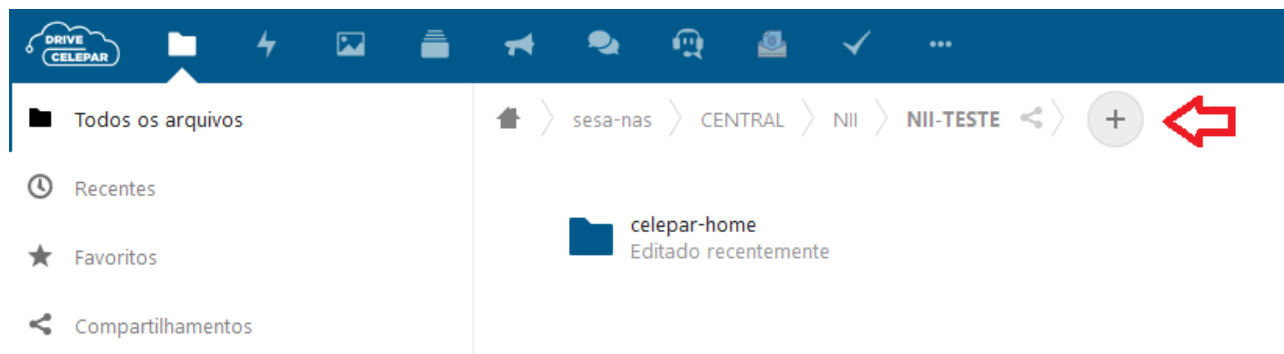 DRIVE
CELEPAR
Todos os arquivos
sesa-nas CENTRAL NII NII-TESTE +
Recentes
celepar-home
Editado recentemente
Favoritos
Compartilhamentos